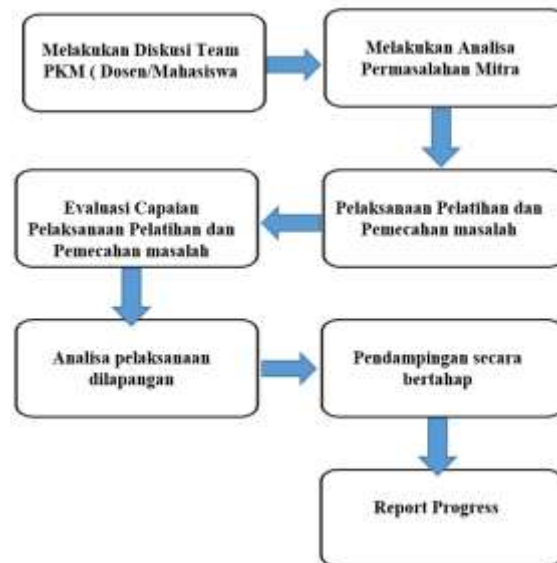 Melakukan Diskusi Team
PKM ( Dosen/Mahasiswa
Melakukan Analisa
Permasalahan Mitra
Pelaksanaan Pelatihan dan
Pemecahan masalah
Evaluasi Capaian
Pelaksanaan Pelatihan dan
Pemecahan masalah
Analisa pelaksanaan
dilapangan
Pendampingan secara
bertahap
Report Progress